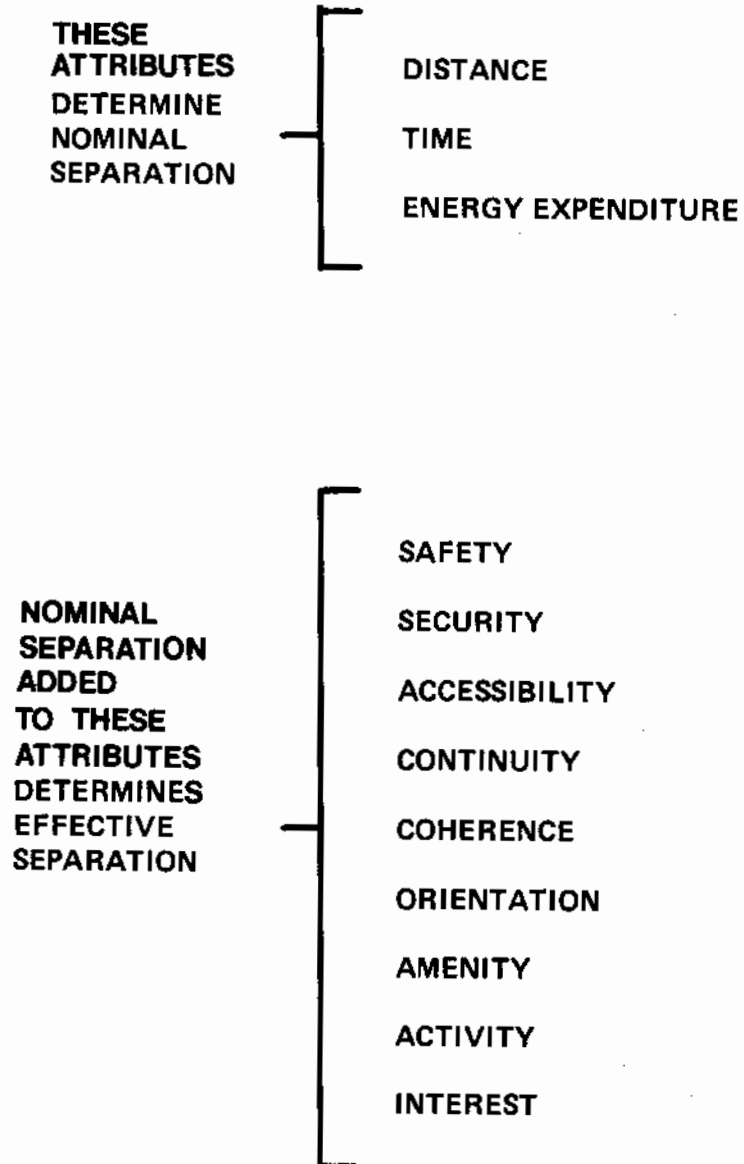 THESE
ATTRIBUTES
DETERMINE
NOMINAL
SEPARATION
DISTANCE
TIME
ENERGY EXPENDITURE
NOMINAL
SEPARATION
ADDED
TO THESE
ATTRIBUTES
DETERMINES
EFFECTIVE
SEPARATION
SAFETY
SECURITY
ACCESSIBILITY
CONTINUITY
COHERENCE
ORIENTATION
AMENITY
ACTIVITY
INTEREST